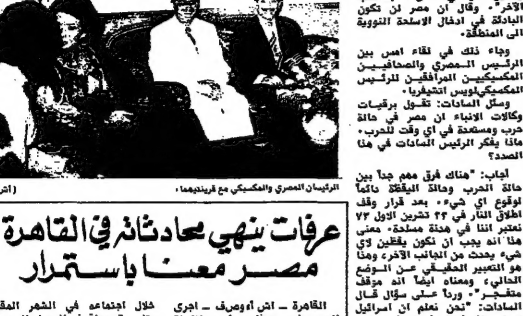 الآخر". وقال ان مصر لن تكون
البادئة في ادخال الاسلحة النووية
الى المنطقة.
وجاء ذلك في لقاء امس بين
الرئيس المصري والصحافيين
المكسيكيين المرافقين للرئيس
المكسيكي لويس اتشيفريا.
وسئل السادات: تقول برقيات
وكالات الانباء ان مصر في حالة
حرب ومستعدة في اي وقت للحرب.
ماذا يفكر الرئيس السادات في هذا
الصدد؟
اجاب: "هناك فرق مهم جدا بين
حالة الحرب وحالة اليقظة دائما
لوقوع اي شيء. بعد قرار وقف
اطلاق النار في ٢٢ تشرين الاول ٧٣
نعتبر اننا في هدنة مسلحة. معنى
هذا انه يجب ان نكون يقظين لاي
شيء يحدث من الجانب الآخر، وهذا
هو التعبير الحقيقي عن الوضع
الحالي، ومعناه ايضا انه موقف
متفجر". وردا على سؤال قال
السادات: "نحن نعلم ان اسرائيل
الرئيسان المصري والمكسيكي مع قرينتيهما.
عرفات ينهي محادثاته في القاهرة
مصر معنا باستمرار
القاهرة - اش أ ووصف - اجرى
خلال اجتماعه في الشهر